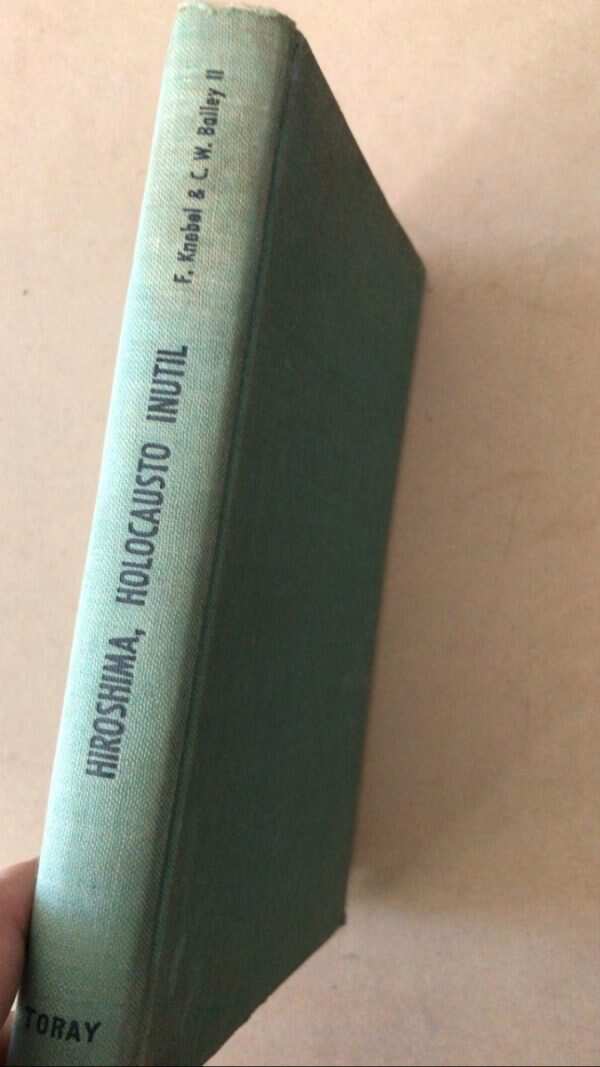 F. Knebel & C. W. Bailey II
HIROSHIMA, HOLOCAUSTO INUTIL
TORAY